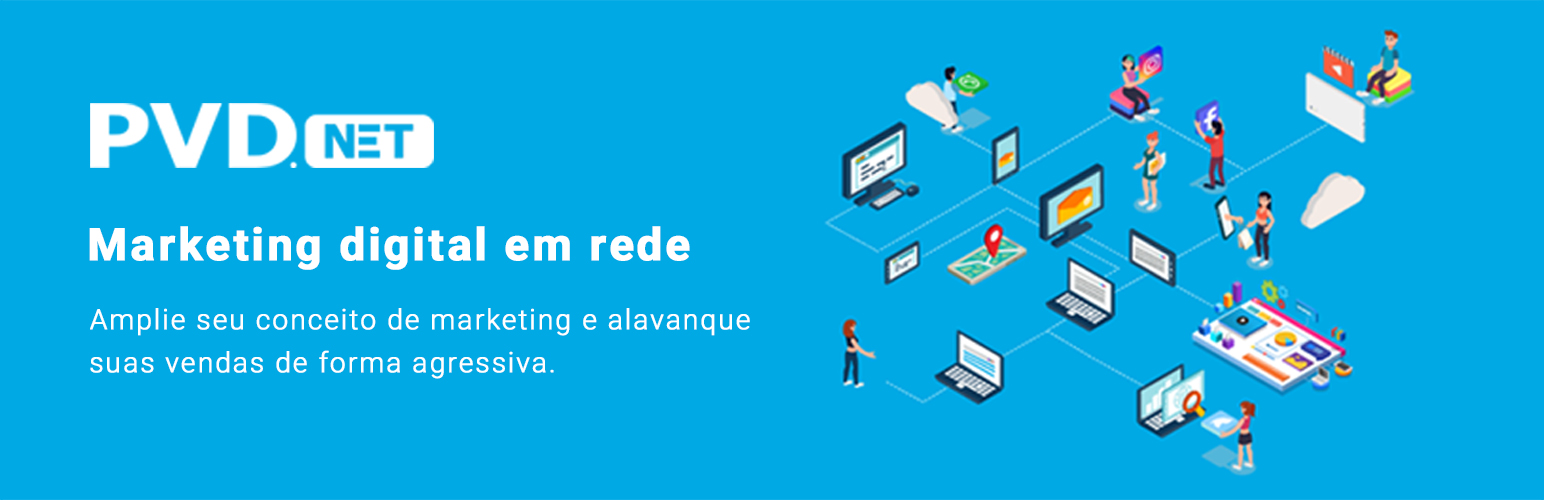 PVD.NET
Marketing digital em rede
Amplie seu conceito de marketing e alavanque
suas vendas de forma agressiva.